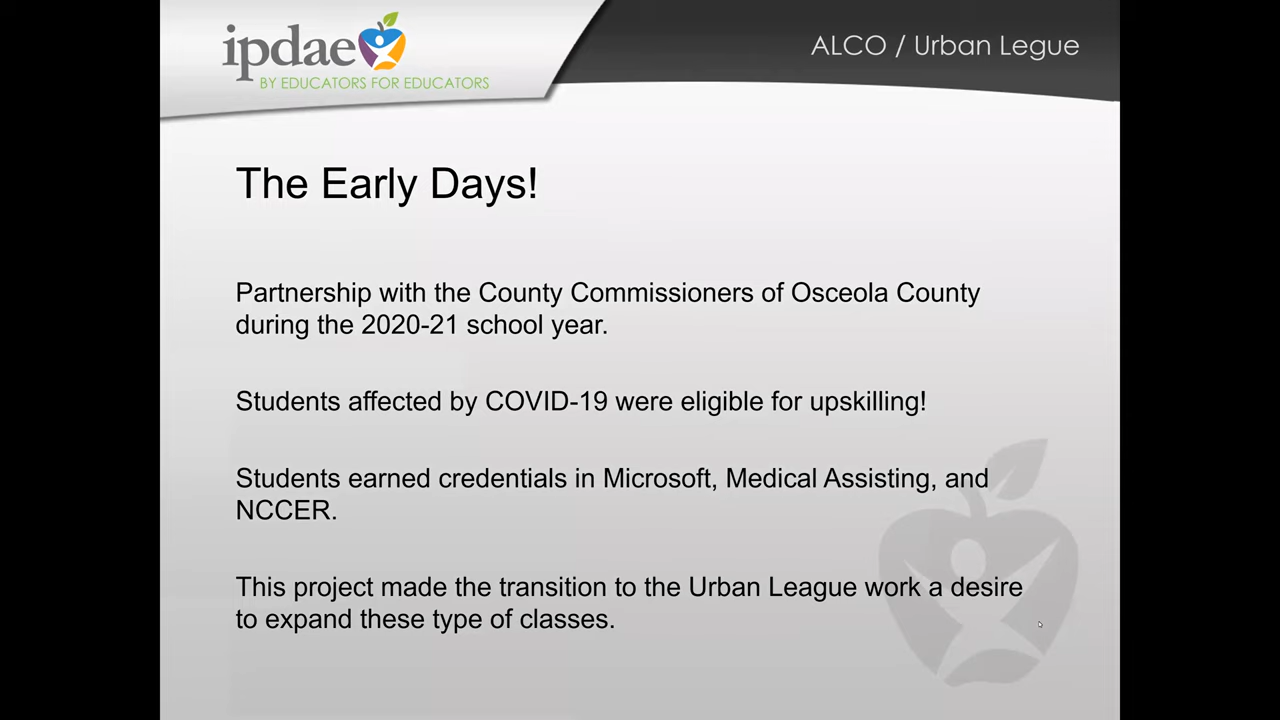 ipdae
BY EDUCATORS FOR EDUCATORS
ALCO / Urban Legue
The Early Days!
Partnership with the County Commissioners of Osceola County
during the 2020-21 school year.
Students affected by COVID-19 were eligible for upskilling!
Students earned credentials in Microsoft, Medical Assisting, and
NCCER.
This project made the transition to the Urban League work a desire
to expand these type of classes.